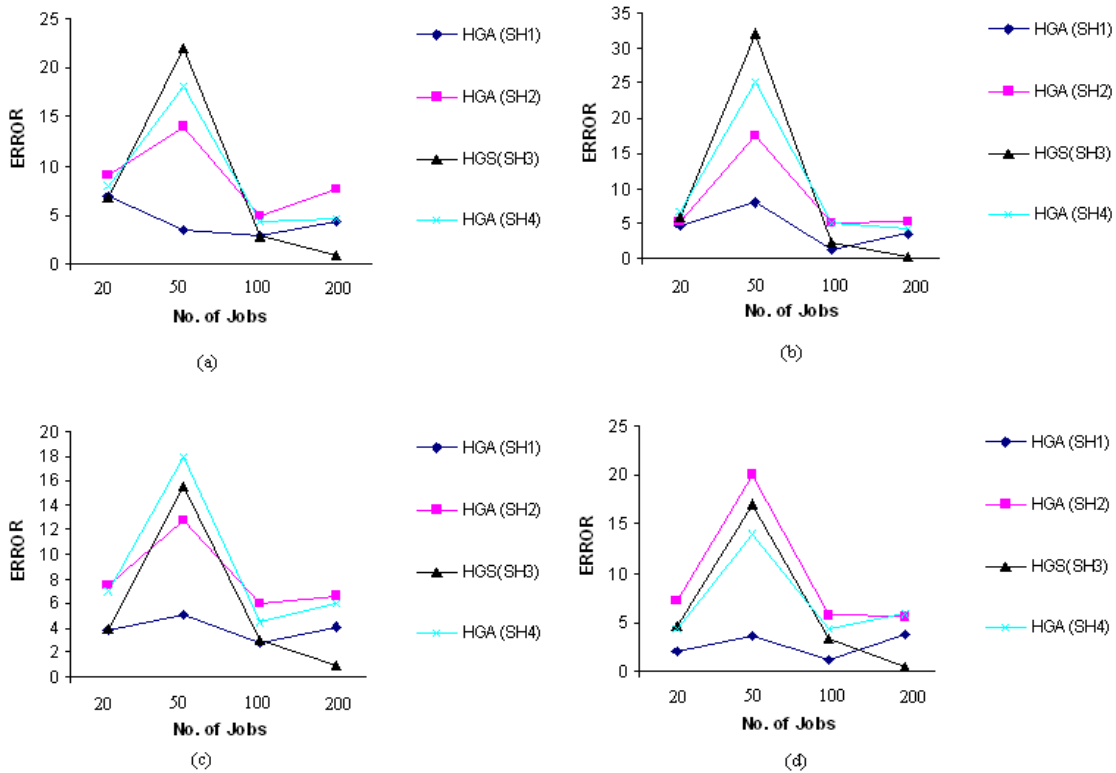 25
20
15
10
5
0
ERROR
20 50 100 200
No. of Jobs
HGA (SH1)
HGA (SH2)
HGS(SH3)
HGA (SH4)
(a)
35
30
25
20
15
10
5
0
ERROR
20 50 100 200
No. of Jobs
HGA (SH1)
HGA (SH2)
HGS(SH3)
HGA (SH4)
(b)
20
18
16
14
12
10
8
6
4
2
0
ERROR
20 50 100 200
No. of Jobs
HGA (SH1)
HGA (SH2)
HGS(SH3)
HGA (SH4)
(c)
25
20
15
10
5
0
ERROR
20 50 100 200
No. of Jobs
HGA (SH1)
HGA (SH2)
HGS(SH3)
HGA (SH4)
(d)